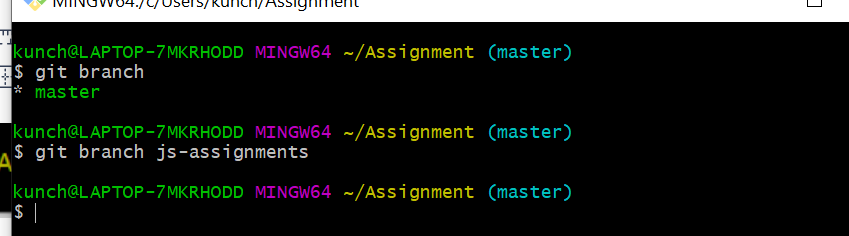 MINGW64:/c/Users/kunch/Assignment
kunch@LAPTOP-7MKRHODD MINGW64 ~/Assignment (master)
$ git branch
* master
kunch@LAPTOP-7MKRHODD MINGW64 ~/Assignment (master)
$ git branch js-assignments
kunch@LAPTOP-7MKRHODD MINGW64 ~/Assignment (master)
$